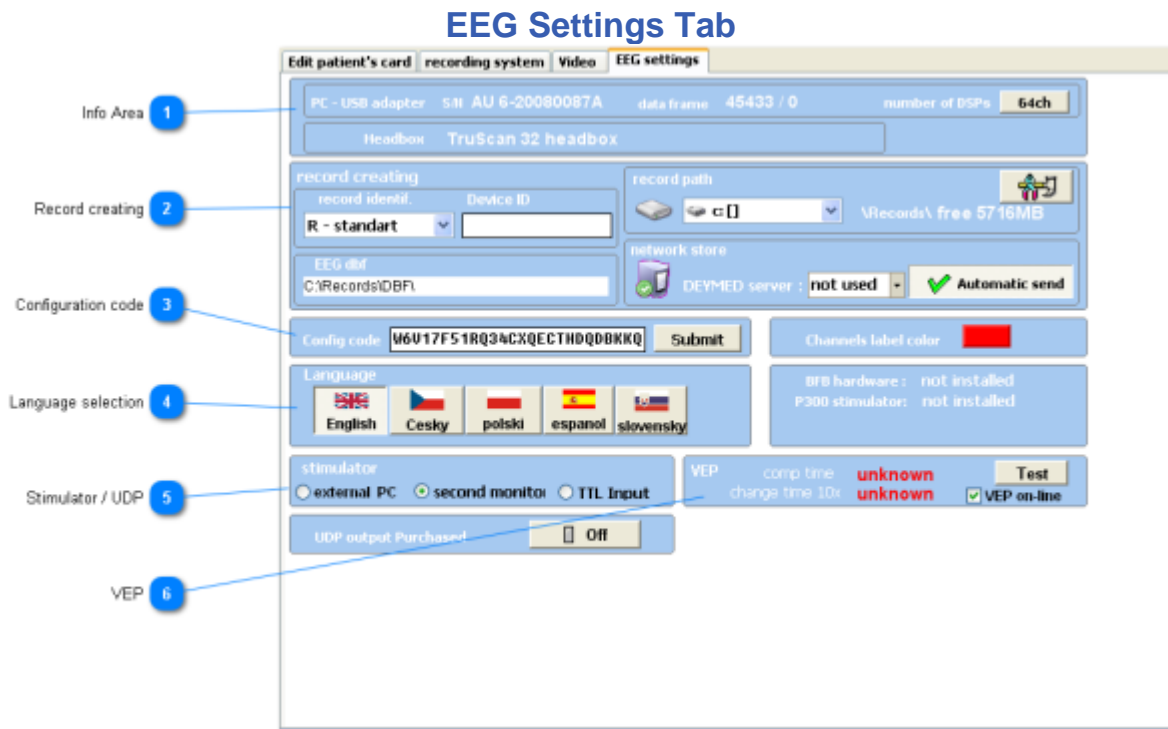 EEG Settings Tab
Edit patient's card recording system Video EEG settings
Info Area 1
PC - USB adapter S/N AU 6-20080087A data frame 45433 / 0 number of DSPs 64ch
Headbox TruScan 32 headbox
Record creating 2
record creating
record identif. Device ID
R - standart
record path
c: [] \Records\ free 5716MB
EEG dbf
C:\Records\DBF\
network store
DEYMED server : not used Automatic send
Configuration code 3
Config code W6V17F51RQ34CXQECTHDQDBKKQ Submit
Channels label color
Language selection 4
Language
English Cesky polski espanol slovensky
BFB hardware : not installed
P300 stimulator: not installed
Stimulator / UDP 5
stimulator
external PC second monitor TTL Input
VEP comp time unknown Test
change time 10x unknown VEP on-line
UDP output Purchased Off
VEP 6